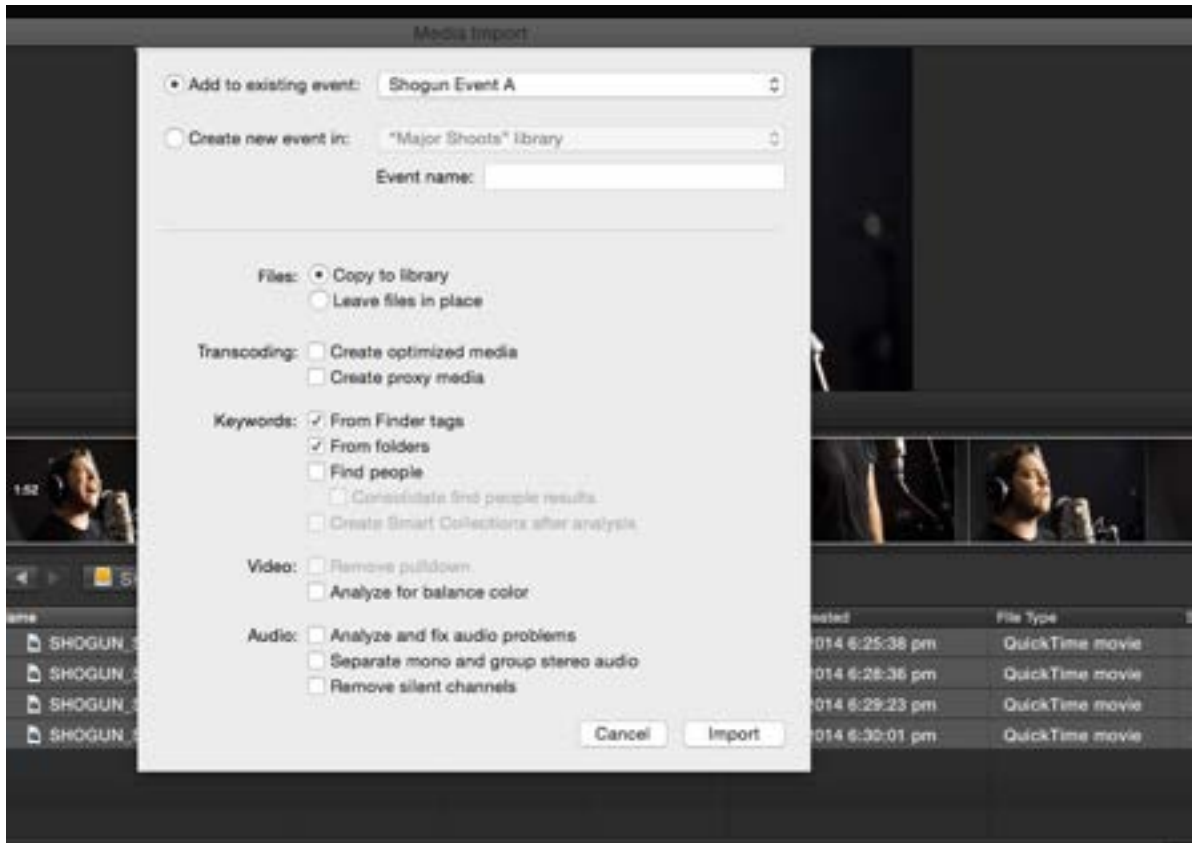 Media Import
Add to existing event: Shogun Event A
Create new event in: "Major Shoots" library
Event name:
Files: Copy to library
Leave files in place
Transcoding: Create optimized media
Create proxy media
Keywords: From Finder tags
From folders
Find people
Consolidate find people results
Create Smart Collections after analysis
Video: Remove pulldown
Analyze for balance color
Audio: Analyze and fix audio problems
Separate mono and group stereo audio
Remove silent channels
Cancel Import
1:52
File Type
SHOGUN_S 2014 6:25:38 pm QuickTime movie
SHOGUN_S 2014 6:28:36 pm QuickTime movie
SHOGUN_S 2014 6:29:23 pm QuickTime movie
SHOGUN_S 2014 6:30:01 pm QuickTime movie